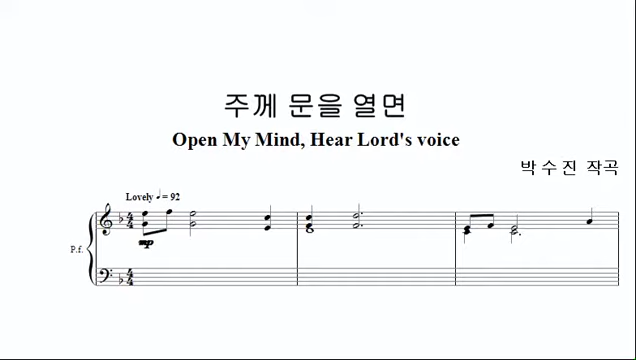 주께 문을 열면
Open My Mind, Hear Lord's voice
박 수 진 작곡
Lovely ♩ = 92
P.f.
mp